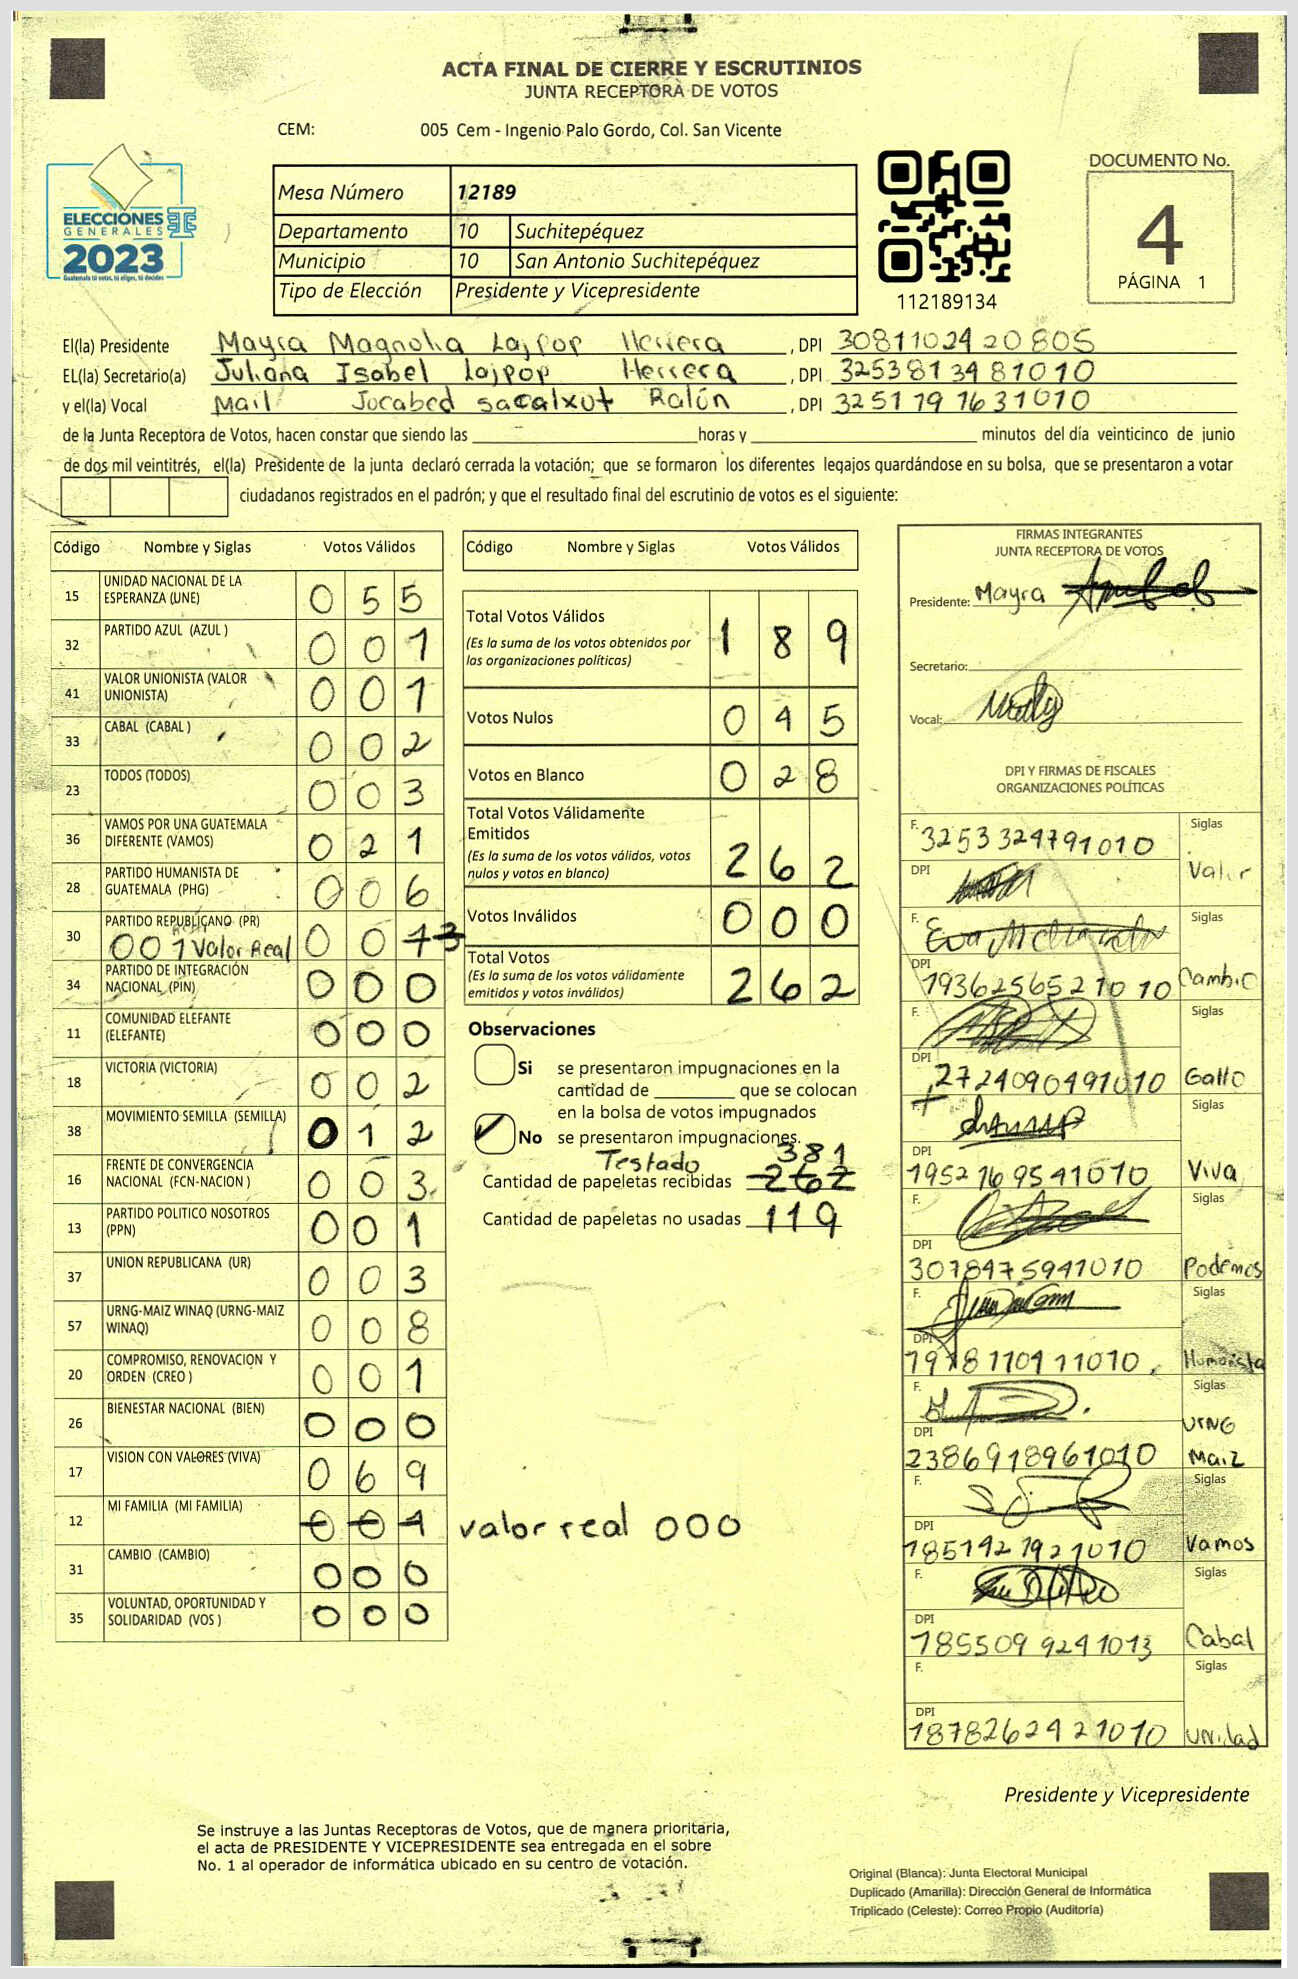 ACTA FINAL DE CIERRE Y ESCRUTINIOS
JUNTA RECEPTORA DE VOTOS
CEM: 005 Cem - Ingenio Palo Gordo, Col. San Vicente
ELECCIONES
GENERALES
2023
Guatemala tú votas, tú eliges, tú decides
Mesa Número 12189
Departamento 10 Suchitepéquez
Municipio 10 San Antonio Suchitepéquez
Tipo de Elección Presidente y Vicepresidente
112189134
DOCUMENTO No.
4
PÁGINA 1
El(la) Presidente Mayra Magnolia Lajpop Herrera, DPI 3081102420805
EL(la) Secretario(a) Juliana Isabel Lajpop Herrera, DPI 3253813481010
y el(la) Vocal Mail Jocabed sacalxut Ralón, DPI 3251791631010
de la Junta Receptora de Votos, hacen constar que siendo las ____ horas y ____ minutos del día veinticinco de junio
de dos mil veintitrés, el(la) Presidente de la junta declaró cerrada la votación; que se formaron los diferentes legajos guardándose en su bolsa, que se presentaron a votar
ciudadanos registrados en el padrón; y que el resultado final del escrutinio de votos es el siguiente:
Código Nombre y Siglas Votos Válidos
15 UNIDAD NACIONAL DE LA ESPERANZA (UNE) 0 5 5
32 PARTIDO AZUL (AZUL ) 0 0 1
41 VALOR UNIONISTA (VALOR UNIONISTA) 0 0 1
33 CABAL (CABAL ) 0 0 2
23 TODOS (TODOS) 0 0 3
36 VAMOS POR UNA GUATEMALA DIFERENTE (VAMOS) 0 2 1
28 PARTIDO HUMANISTA DE GUATEMALA (PHG) 0 0 6
30 PARTIDO REPUBLICANO (PR) 0 0 1 3
001 Valor Real
34 PARTIDO DE INTEGRACIÓN NACIONAL (PIN) 0 0 0
11 COMUNIDAD ELEFANTE (ELEFANTE) 0 0 0
18 VICTORIA (VICTORIA) 0 0 2
38 MOVIMIENTO SEMILLA (SEMILLA) 0 1 2
16 FRENTE DE CONVERGENCIA NACIONAL (FCN-NACION ) 0 0 3
13 PARTIDO POLITICO NOSOTROS (PPN) 0 0 1
37 UNION REPUBLICANA (UR) 0 0 3
57 URNG-MAIZ WINAQ (URNG-MAIZ WINAQ) 0 0 8
20 COMPROMISO, RENOVACION Y ORDEN (CREO ) 0 0 1
26 BIENESTAR NACIONAL (BIEN) 0 0 0
17 VISION CON VALORES (VIVA) 0 6 9
12 MI FAMILIA (MI FAMILIA) 0 0 1 valor real 000
31 CAMBIO (CAMBIO) 0 0 0
35 VOLUNTAD, OPORTUNIDAD Y SOLIDARIDAD (VOS ) 0 0 0
Código Nombre y Siglas Votos Válidos
Total Votos Válidos 1 8 9
(Es la suma de los votos obtenidos por
las organizaciones políticas)
Votos Nulos 0 4 5
Votos en Blanco 0 2 8
Total Votos Válidamente
Emitidos 2 6 2
(Es la suma de los votos válidos, votos
nulos y votos en blanco)
Votos Inválidos 0 0 0
Total Votos 2 6 2
(Es la suma de los votos válidamente
emitidos y votos inválidos)
Observaciones
Si se presentaron impugnaciones en la
cantidad de ____ que se colocan
en la bolsa de votos impugnados
No se presentaron impugnaciones.
Testado 381
Cantidad de papeletas recibidas 262
Cantidad de papeletas no usadas 119
FIRMAS INTEGRANTES
JUNTA RECEPTORA DE VOTOS
Presidente: Mayra
Secretario:
Vocal:
DPI Y FIRMAS DE FISCALES
ORGANIZACIONES POLÍTICAS
F. 3253324791010 Siglas
DPI Valor
F. Siglas
DPI 1936256521010 Cambio
F. Siglas
DPI 2724090491010 Gallo
F. Siglas
DPI 1952169541010 Viva
F. Siglas
DPI 3078475941010 Podemos
F. Siglas
DPI 1978110411010 Humanista
F. Siglas
DPI 2386918961010 URNG Maiz
F. Siglas
DPI 1851421921010 Vamos
F. Siglas
DPI 1855099241013 Cabal
F. Siglas
DPI 1878262421010 Unidad
Presidente y Vicepresidente
Se instruye a las Juntas Receptoras de Votos, que de manera prioritaria,
el acta de PRESIDENTE Y VICEPRESIDENTE sea entregada en el sobre
No. 1 al operador de informática ubicado en su centro de votación.
Original (Blanca): Junta Electoral Municipal
Duplicado (Amarilla): Dirección General de Informática
Triplicado (Celeste): Correo Propio (Auditoría)